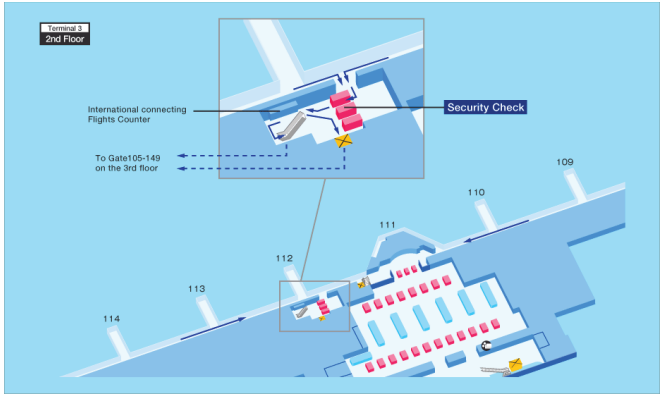 Terminal 3
2nd Floor
International connecting
Flights Counter
Security Check
To Gate105-149
on the 3rd floor
109
110
111
112
113
114